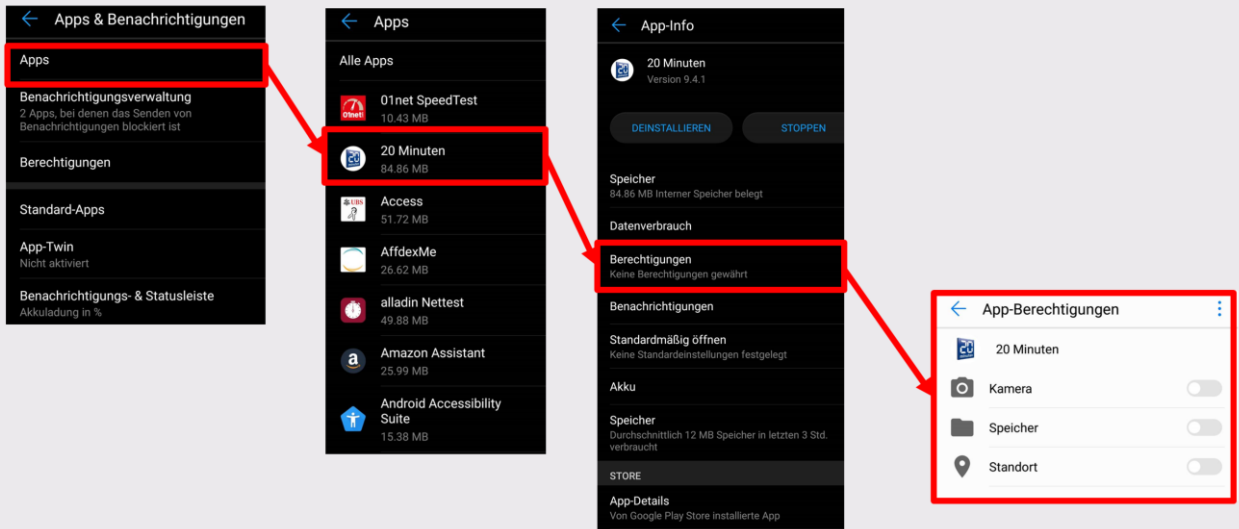 Apps & Benachrichtigungen
Apps
Benachrichtigungsverwaltung
2 Apps, bei denen das Senden von
Benachrichtigungen blockiert ist
Berechtigungen
Standard-Apps
App-Twin
Nicht aktiviert
Benachrichtigungs- & Statusleiste
Akkuladung in %
Apps
Alle Apps
01net!
01net SpeedTest
10.43 MB
20
20 Minuten
84.86 MB
UBS
Access
51.72 MB
AffdexMe
26.62 MB
alladin Nettest
49.88 MB
a
Amazon Assistant
25.99 MB
Android Accessibility
Suite
15.38 MB
App-Info
20
20 Minuten
Version 9.4.1
DEINSTALLIEREN
STOPPEN
Speicher
84.86 MB Interner Speicher belegt
Datenverbrauch
Berechtigungen
Keine Berechtigungen gewährt
Benachrichtigungen
Standardmäßig öffnen
Keine Standardeinstellungen festgelegt
Akku
Speicher
Durchschnittlich 12 MB Speicher in letzten 3 Std.
verbraucht
STORE
App-Details
Von Google Play Store installierte App
App-Berechtigungen
20
20 Minuten
Kamera
Speicher
Standort